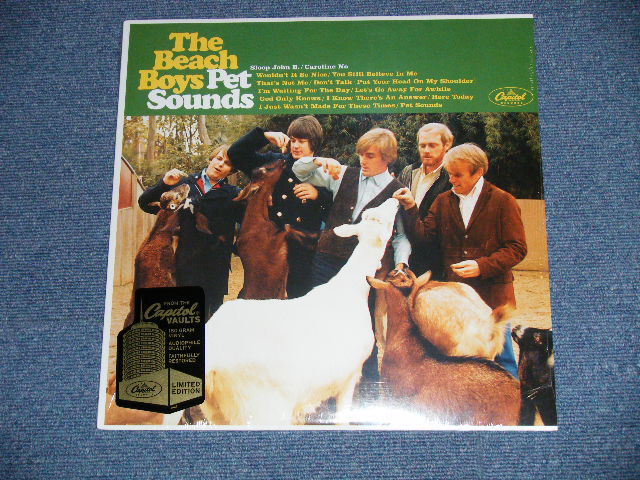 The
Beach
Boys Pet
Sounds
Sloop John B. / Caroline No
Wouldn't It Be Nice / You Still Believe In Me
That's Not Me / Don't Talk / Put Your Head On My Shoulder
I'm Waiting For The Day / Let's Go Away For Awhile
God Only Knows / I Know There's An Answer / Here Today
I Just Wasn't Made For These Times / Pet Sounds
Capitol
RECORDS
FROM THE
Capitol
VAULTS
180 GRAM
VINYL
AUDIOPHILE
QUALITY
FAITHFULLY
RESTORED
Capitol
LIMITED
EDITION